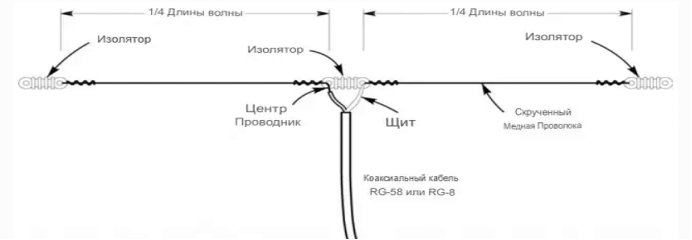 1/4 Длины волны
1/4 Длины волны
Изолятор
Изолятор
Изолятор
Центр
Проводник
Щит
Скрученный
Медная Проволока
Коаксиальный кабель
RG-58 или RG-8